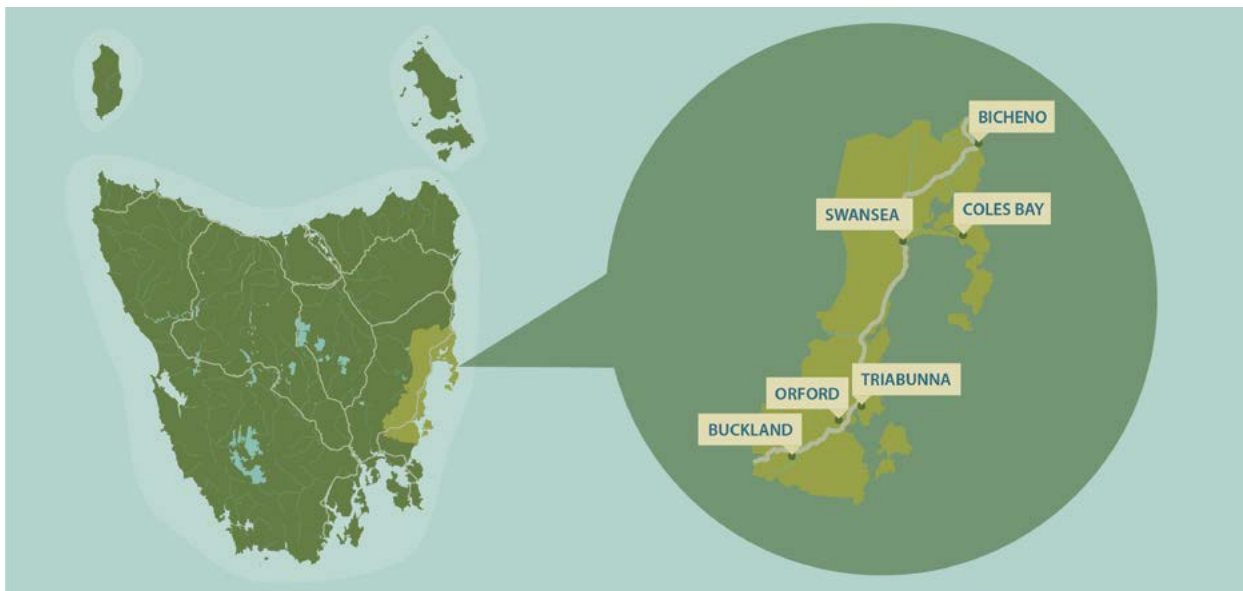 BICHENO
SWANSEA
COLES BAY
TRIABUNNA
ORFORD
BUCKLAND